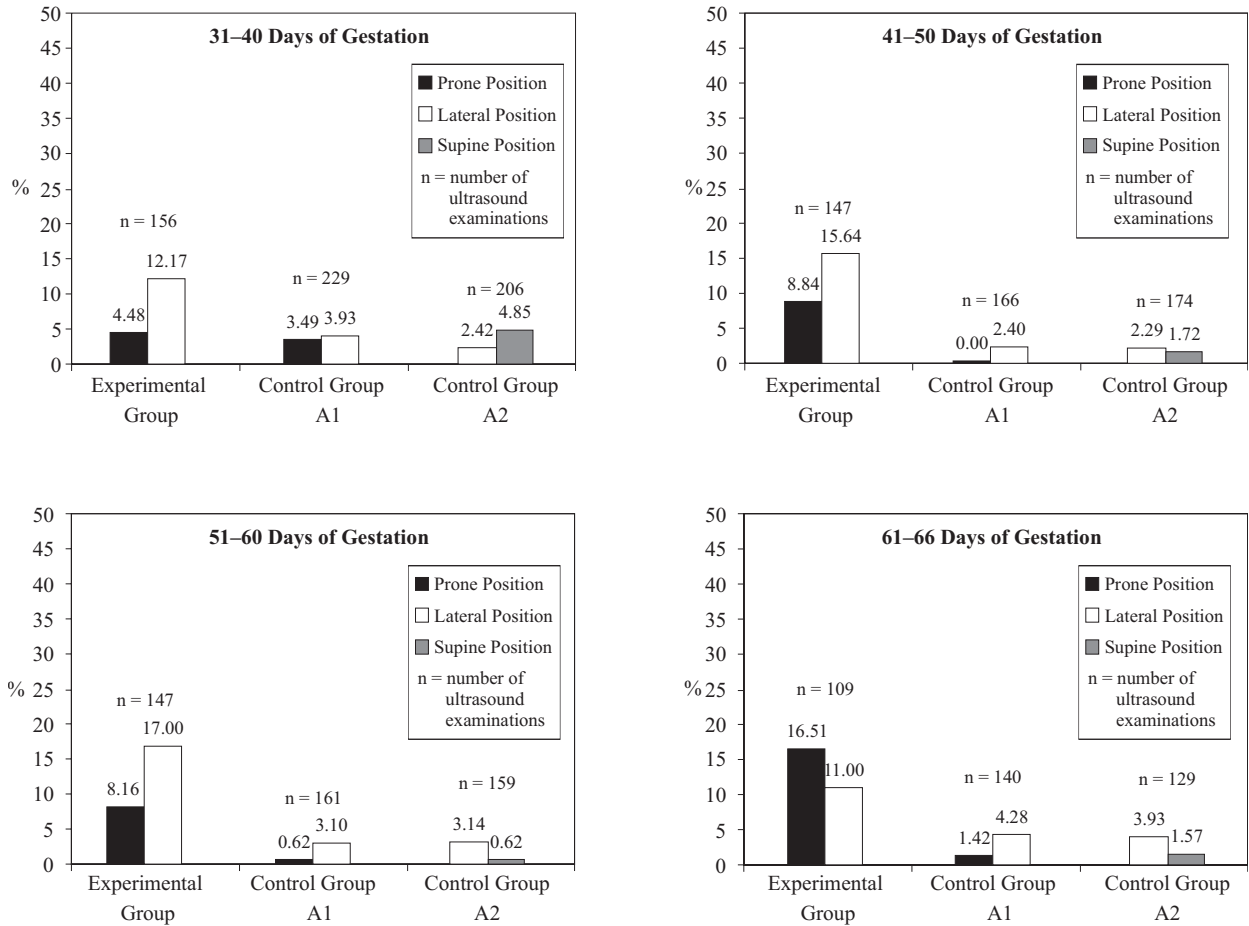 31–40 Days of Gestation
50
45
40
35
30
25
20
15
10
5
0
%
Prone Position
Lateral Position
Supine Position
n = number of
ultrasound
examinations
n = 156
4.48
12.17
n = 229
3.49
3.93
n = 206
2.42
4.85
Experimental
Group
Control Group
A1
Control Group
A2
41–50 Days of Gestation
50
45
40
35
30
25
20
15
10
5
0
%
Prone Position
Lateral Position
Supine Position
n = number of
ultrasound
examinations
n = 147
8.84
15.64
n = 166
0.00
2.40
n = 174
2.29
1.72
Experimental
Group
Control Group
A1
Control Group
A2
51–60 Days of Gestation
50
45
40
35
30
25
20
15
10
5
0
%
Prone Position
Lateral Position
Supine Position
n = number of
ultrasound
examinations
n = 147
8.16
17.00
n = 161
0.62
3.10
n = 159
3.14
0.62
Experimental
Group
Control Group
A1
Control Group
A2
61–66 Days of Gestation
50
45
40
35
30
25
20
15
10
5
0
%
Prone Position
Lateral Position
Supine Position
n = number of
ultrasound
examinations
n = 109
16.51
11.00
n = 140
1.42
4.28
n = 129
3.93
1.57
Experimental
Group
Control Group
A1
Control Group
A2